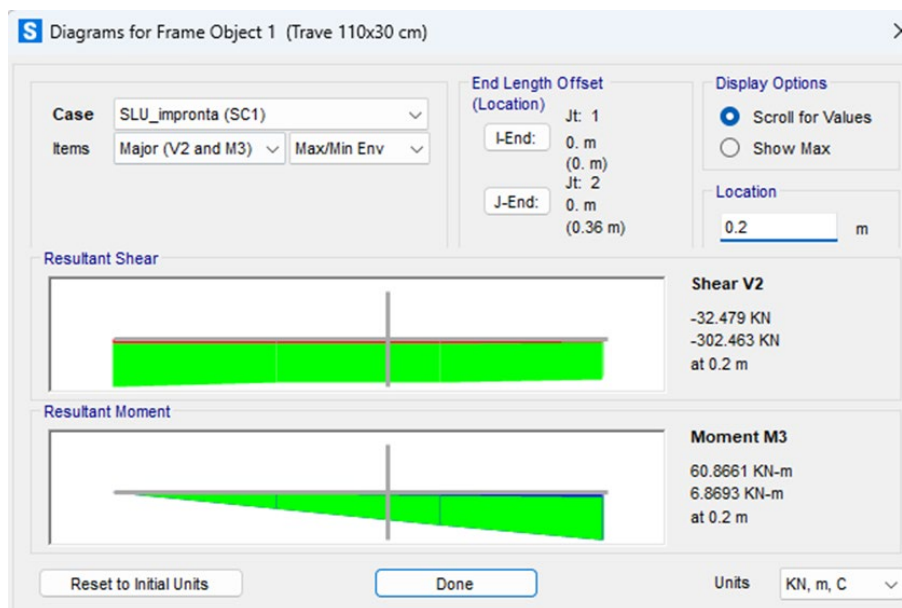 S Diagrams for Frame Object 1 (Trave 110x30 cm)
Case SLU_impronta (SC1)
Items Major (V2 and M3) Max/Min Env
End Length Offset
(Location)
Jt: 1
I-End: 0. m
(0. m)
Jt: 2
J-End: 0. m
(0.36 m)
Display Options
Scroll for Values
Show Max
Location
0.2 m
Resultant Shear
Shear V2
-32.479 KN
-302.463 KN
at 0.2 m
Resultant Moment
Moment M3
60.8661 KN-m
6.8693 KN-m
at 0.2 m
Reset to Initial Units Done Units KN, m, C